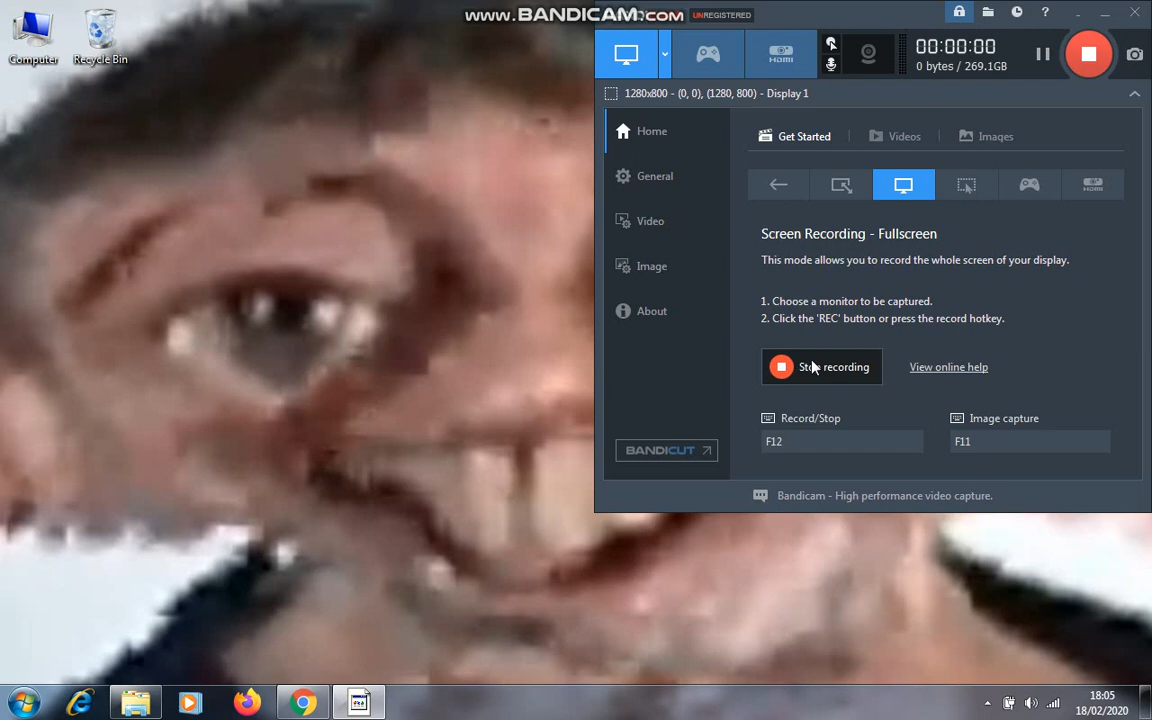 www.BANDICAM.com
UNREGISTERED
Computer
Recycle Bin
00:00:00
0 bytes / 269.1GB
1280x800 - (0, 0), (1280, 800) - Display 1
Home
General
Video
Image
About
BANDICUT
Get Started
Videos
Images
Screen Recording - Fullscreen
This mode allows you to record the whole screen of your display.
1. Choose a monitor to be captured.
2. Click the 'REC' button or press the record hotkey.
Stop recording
View online help
Record/Stop
Image capture
F12
F11
Bandicam - High performance video capture.
18:05
18/02/2020